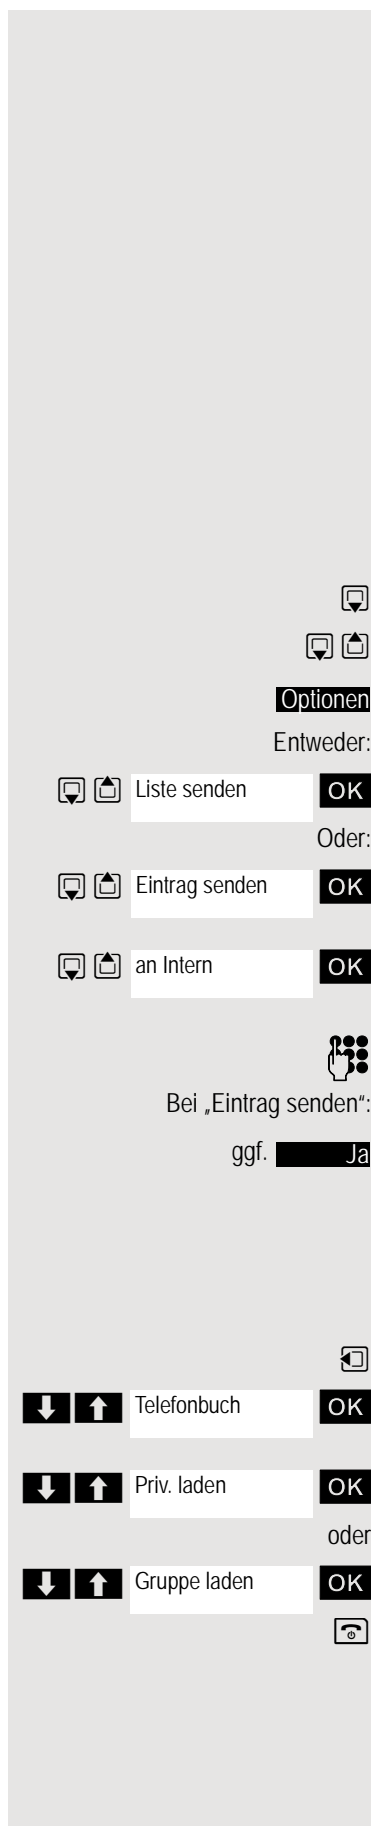 Optionen
Entweder:
Liste senden OK
Oder:
Eintrag senden OK
an Intern OK
Bei „Eintrag senden“:
ggf. Ja
Telefonbuch OK
Priv. laden OK
oder
Gruppe laden OK